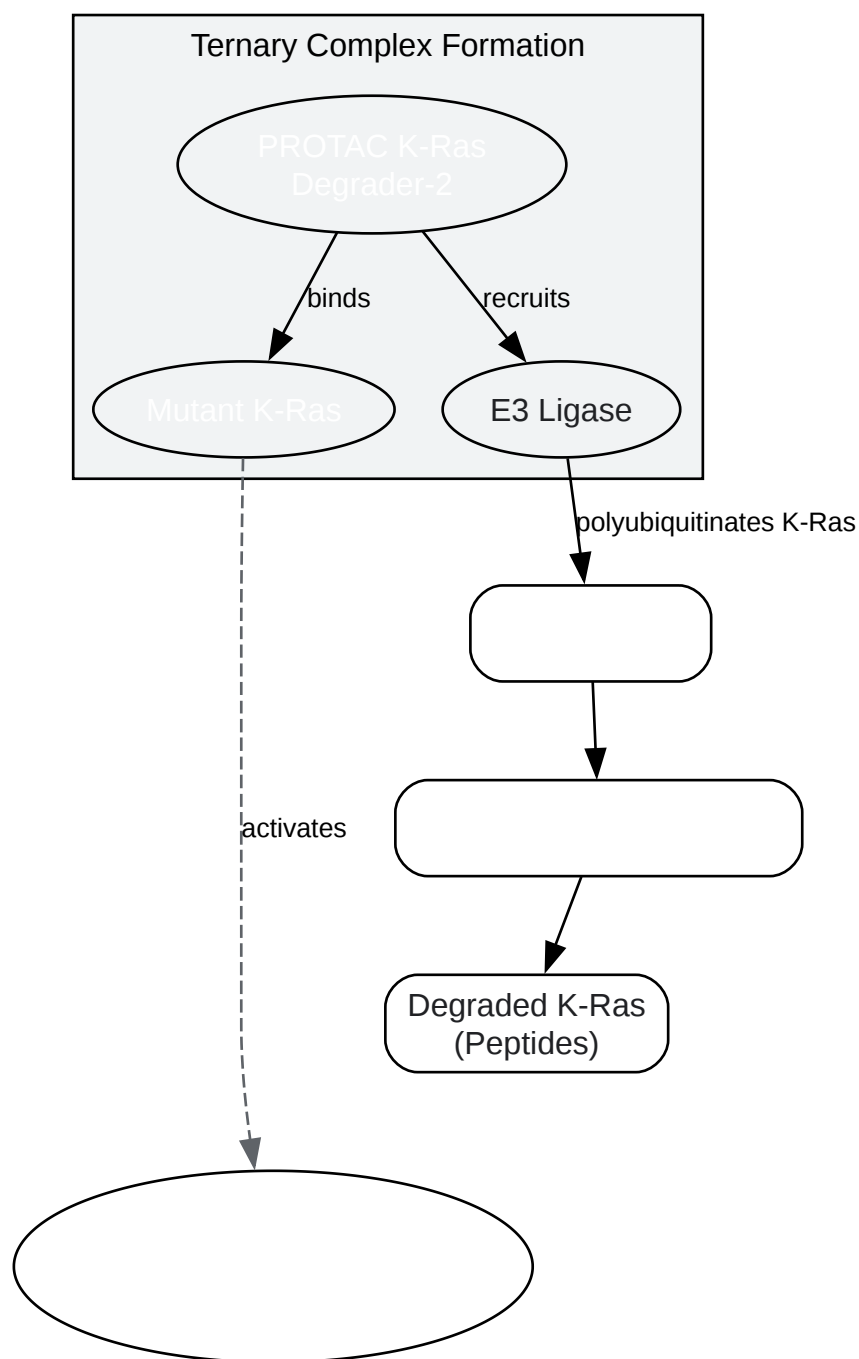 Ternary Complex Formation
PROTAC K-Ras
Degrader-2
binds
recruits
Mutant K-Ras
E3 Ligase
polyubiquitinates K-Ras
activates
Degraded K-Ras
(Peptides)